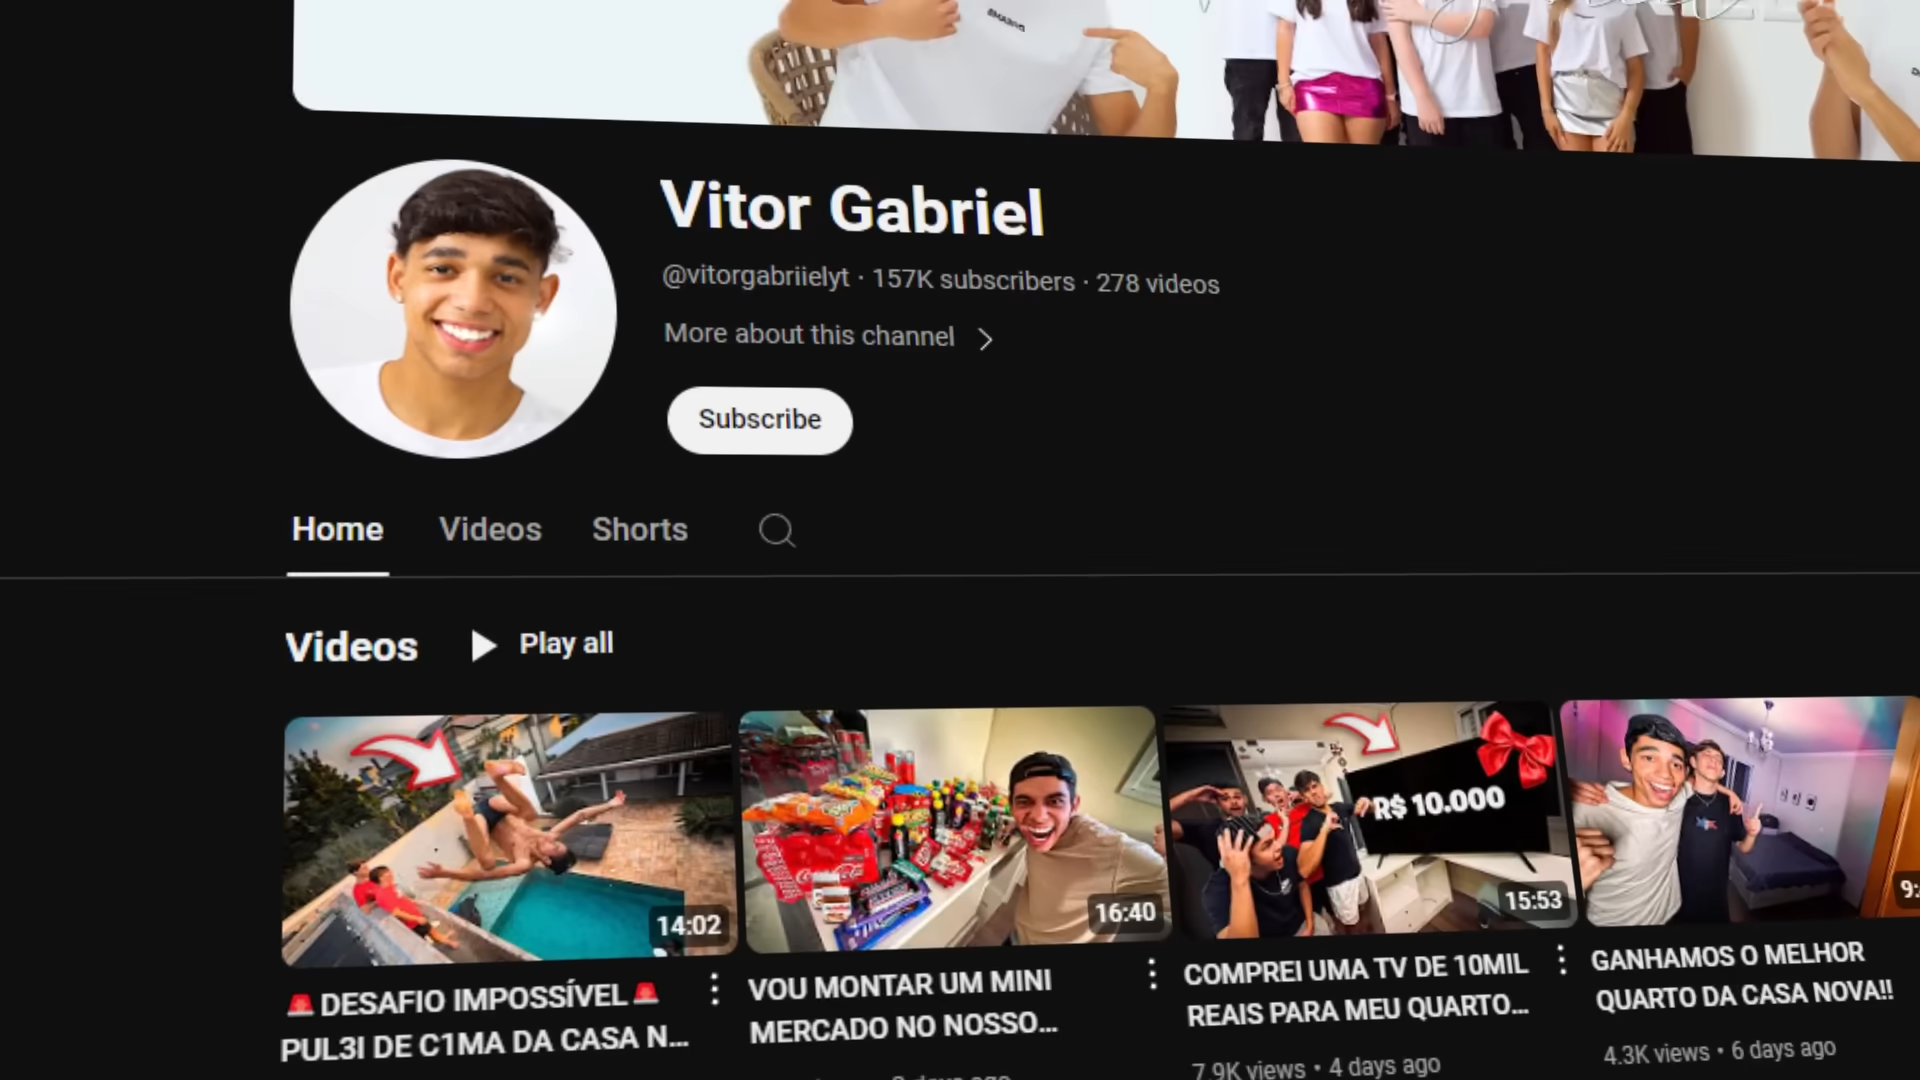 Vitor Gabriel
@vitorgabriielyt · 157K subscribers · 278 videos
More about this channel
Subscribe
Home Videos Shorts
Videos Play all
R$ 10.000
14:02
16:40
15:53
🚨DESAFIO IMPOSSÍVEL🚨
PUL3I DE C1MA DA CASA N...
VOU MONTAR UM MINI
MERCADO NO NOSSO...
COMPREI UMA TV DE 10MIL
REAIS PARA MEU QUARTO...
7.9K views • 4 days ago
GANHAMOS O MELHOR
QUARTO DA CASA NOVA!!
4.3K views • 6 days ago